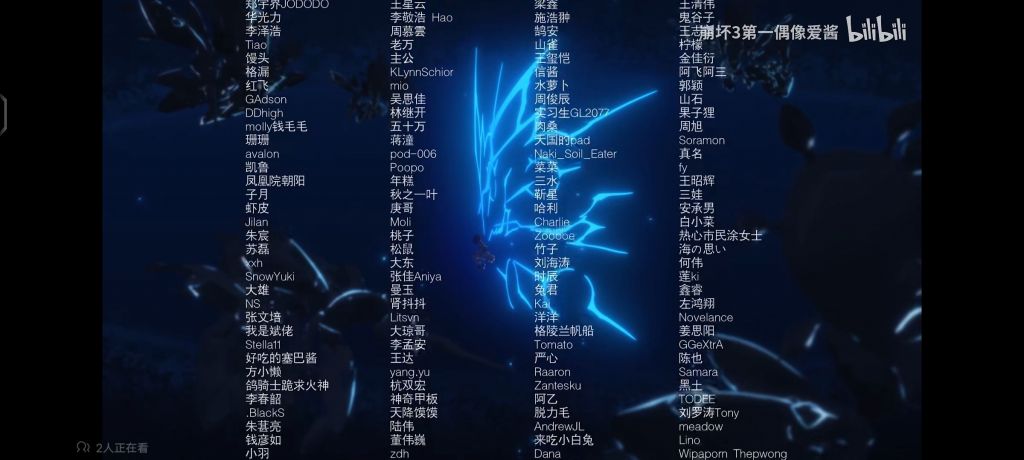 郑宇乔JODODO 王星云 梁鑫 王清伟
华光力 李敬浩 Hao 施浩翀 鬼谷子
李泽浩 周慕雲 鹄安 王志
崩坏3第一偶像爱酱 bilibili
Tiao 老万 山雀 柠檬
馒头 主公 王玺恺 金佳衍
格漏 KLynnSchior 信酱 阿飞阿三
红飞 mio 水萝卜 郭颖
GAdson 吴思佳 周俊辰 山石
DDhigh 林继开 实习生GL2077 果子狸
molly钱毛毛 五十万 肉桑 周旭
珊珊 蒋潼 天国的pad Soramon
avalon pod-006 Naki_Soil_Eater 真名
凯鲁 Poopo 菜菜 fy
凤凰院朝阳 年糕 三水 王昭辉
子月 秋之一叶 靳星 三娃
虾皮 庚哥 哈利 安承男
Jilan Moli Charlie 白小菜
朱宸 桃子 Zooooe 热心市民涂女士
苏磊 松鼠 竹子 海の思い
xxh 大东 刘海涛 何伟
SnowYuki 张佳Aniya 时辰 莲ki
大雄 曼玉 兔君 鑫睿
NS 肾抖抖 Kai 左鸿翔
张文培 Litsvn 洋洋 Novelance
我是斌佬 大琼哥 格陵兰帆船 姜思阳
Stella11 李孟安 Tomato GGeXtrA
好吃的塞巴酱 王达 严心 陈也
方小懒 yang.yu Raaron Samara
鸽骑士跪求火神 杭双宏 Zantesku 黑土
李春韶 神奇甲板 阿乙 TODEE
.BlackS 天降馍馍 脱力毛 刘罗涛Tony
朱葚亮 陆伟 AndrewJL meadow
钱彦如 董伟巍 来吃小白兔 Lino
2人正在看
小羽 zdh Dana Wipaporn Thepwong